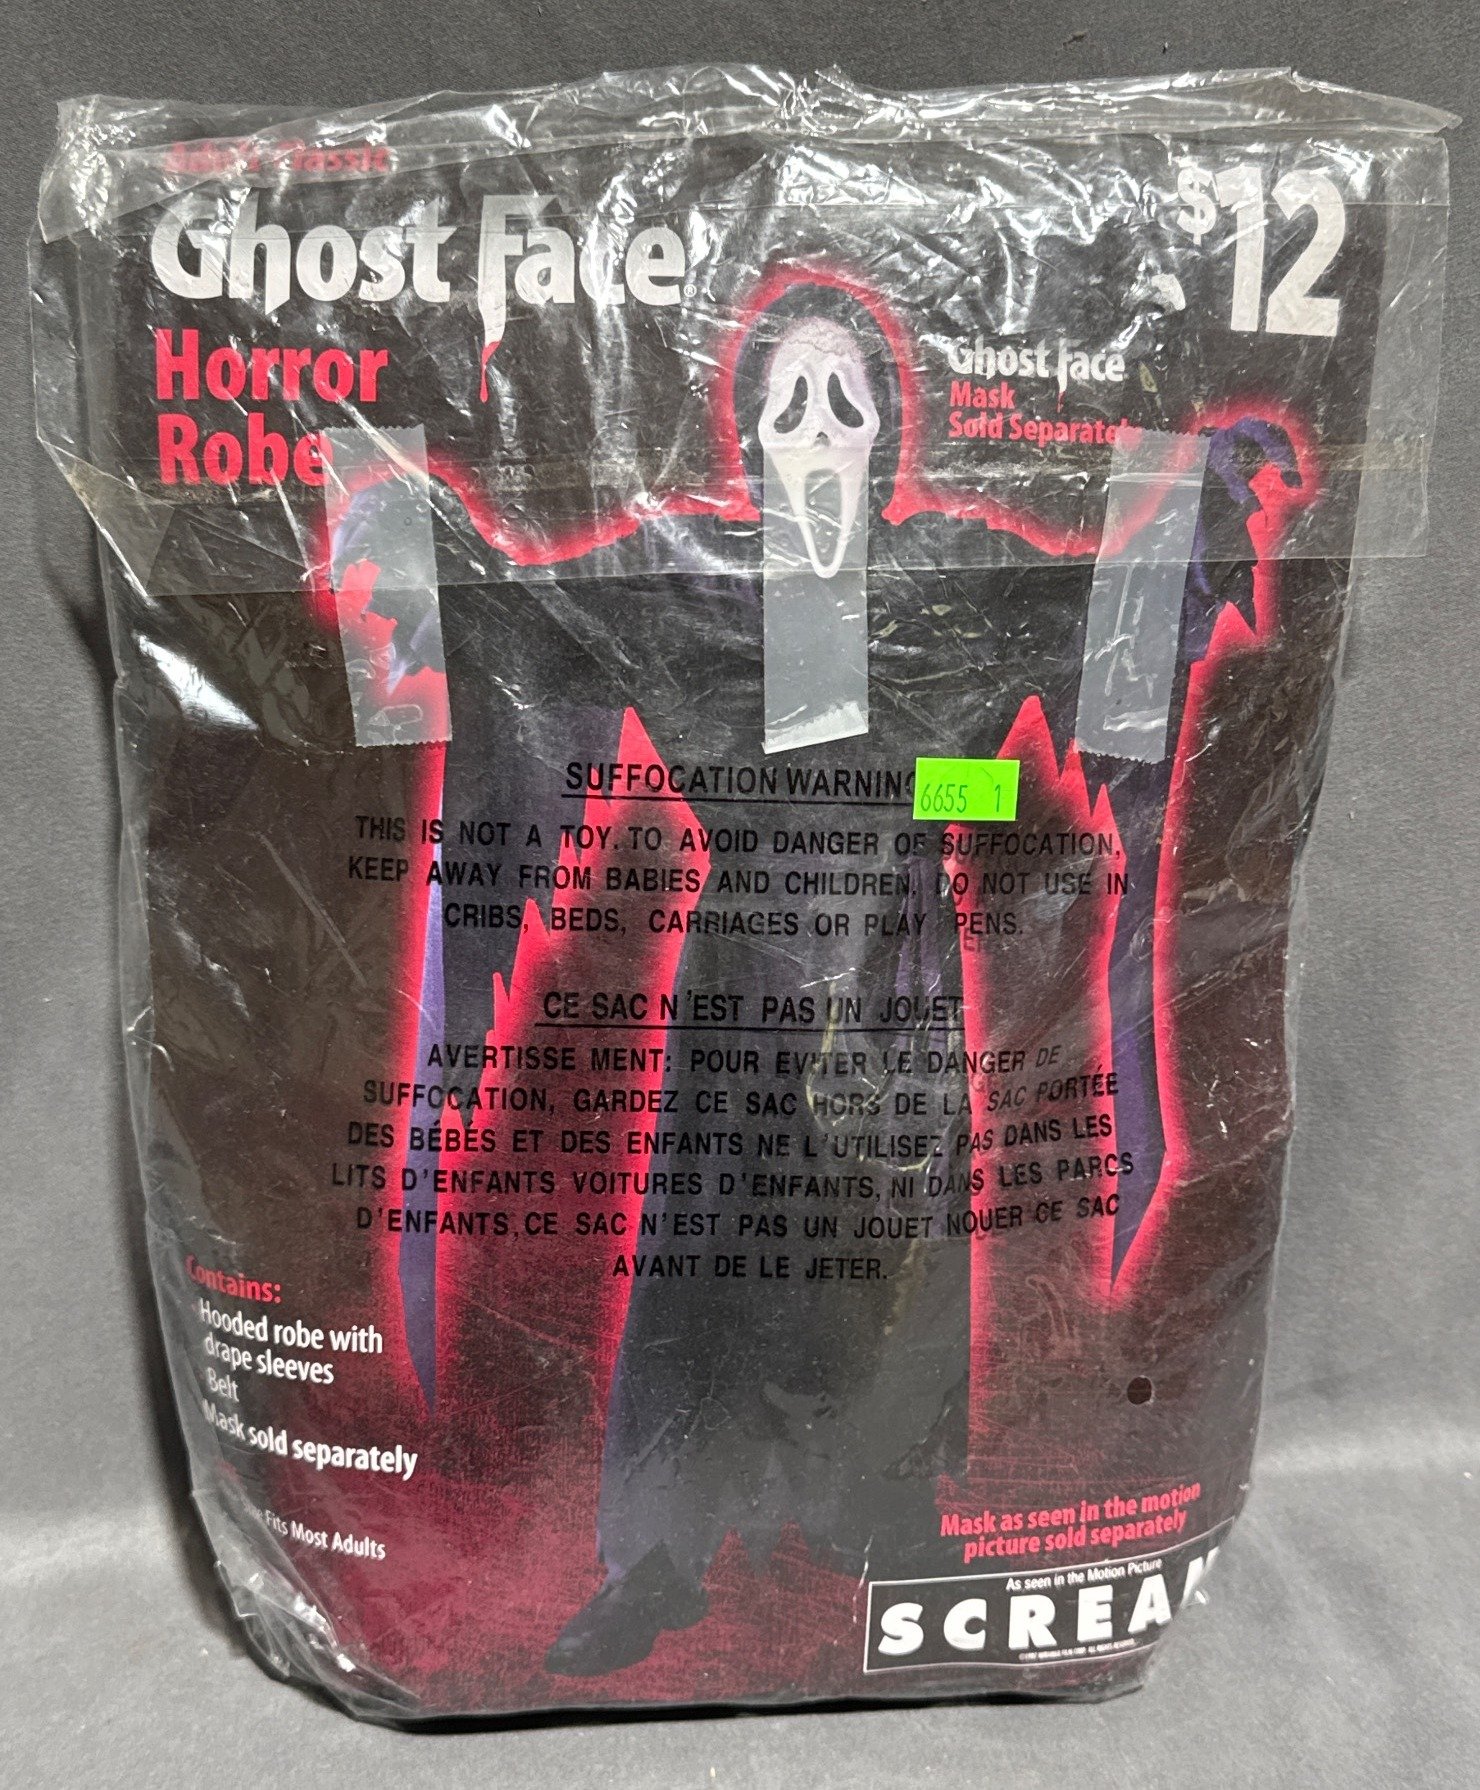 Adult Classic
Ghost Face®
Horror
Robe
$12
Ghost Face
Mask
Sold Separately
SUFFOCATION WARNING
6655 1
THIS IS NOT A TOY. TO AVOID DANGER OF SUFFOCATION,
KEEP AWAY FROM BABIES AND CHILDREN. DO NOT USE IN
CRIBS, BEDS, CARRIAGES OR PLAY PENS.
CE SAC N'EST PAS UN JOUET
AVERTISSE MENT: POUR EVITER LE DANGER DE
SUFFOCATION, GARDEZ CE SAC HORS DE LA SAC PORTÉE
DES BÉBÉS ET DES ENFANTS NE L'UTILISEZ PAS DANS LES
LITS D'ENFANTS VOITURES D'ENFANTS, NI DANS LES PARCS
D'ENFANTS, CE SAC N'EST PAS UN JOUET NOUER CE SAC
AVANT DE LE JETER.
Contains:
Hooded robe with
drape sleeves
Belt
Mask sold separately
Fits Most Adults
Mask as seen in the motion
picture sold separately
As seen in the Motion Picture
SCREAM